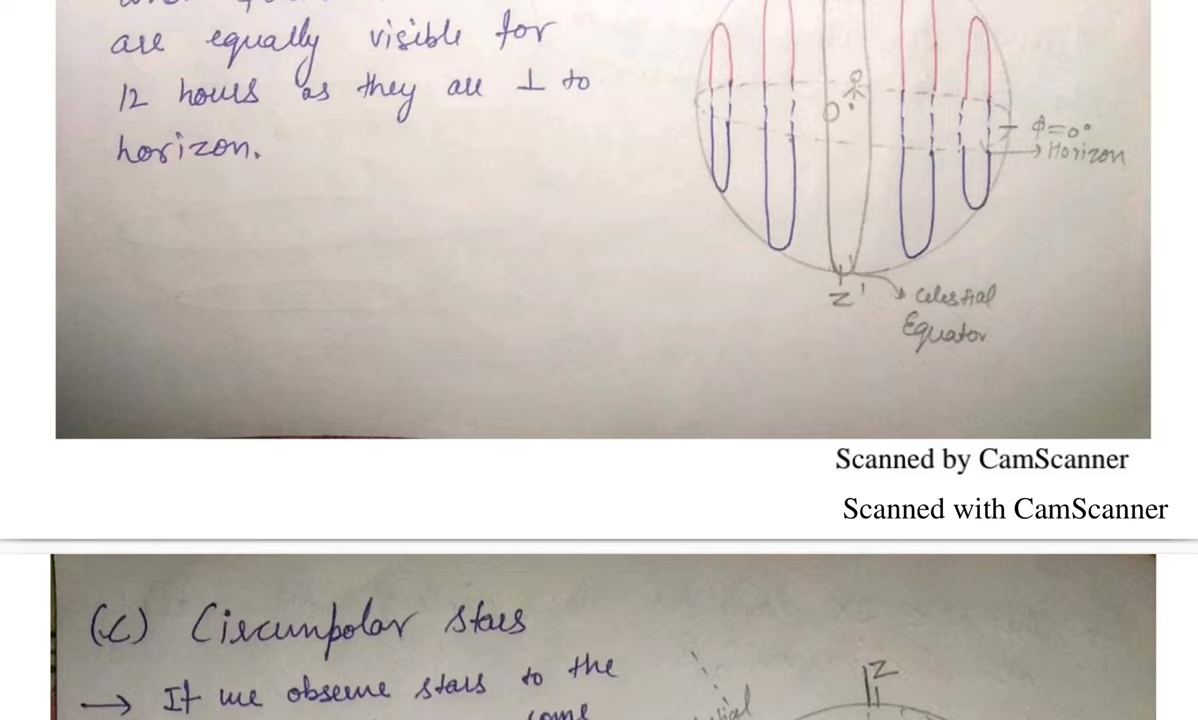 are equally visible for
12 hours as they are ⊥ to
horizon.
O
ϕ=0°
Horizon
Z'
Celestial
Equator
Scanned by CamScanner
Scanned with CamScanner
(c) Circumpolar stars
→ If we observe stars to the
come
Z